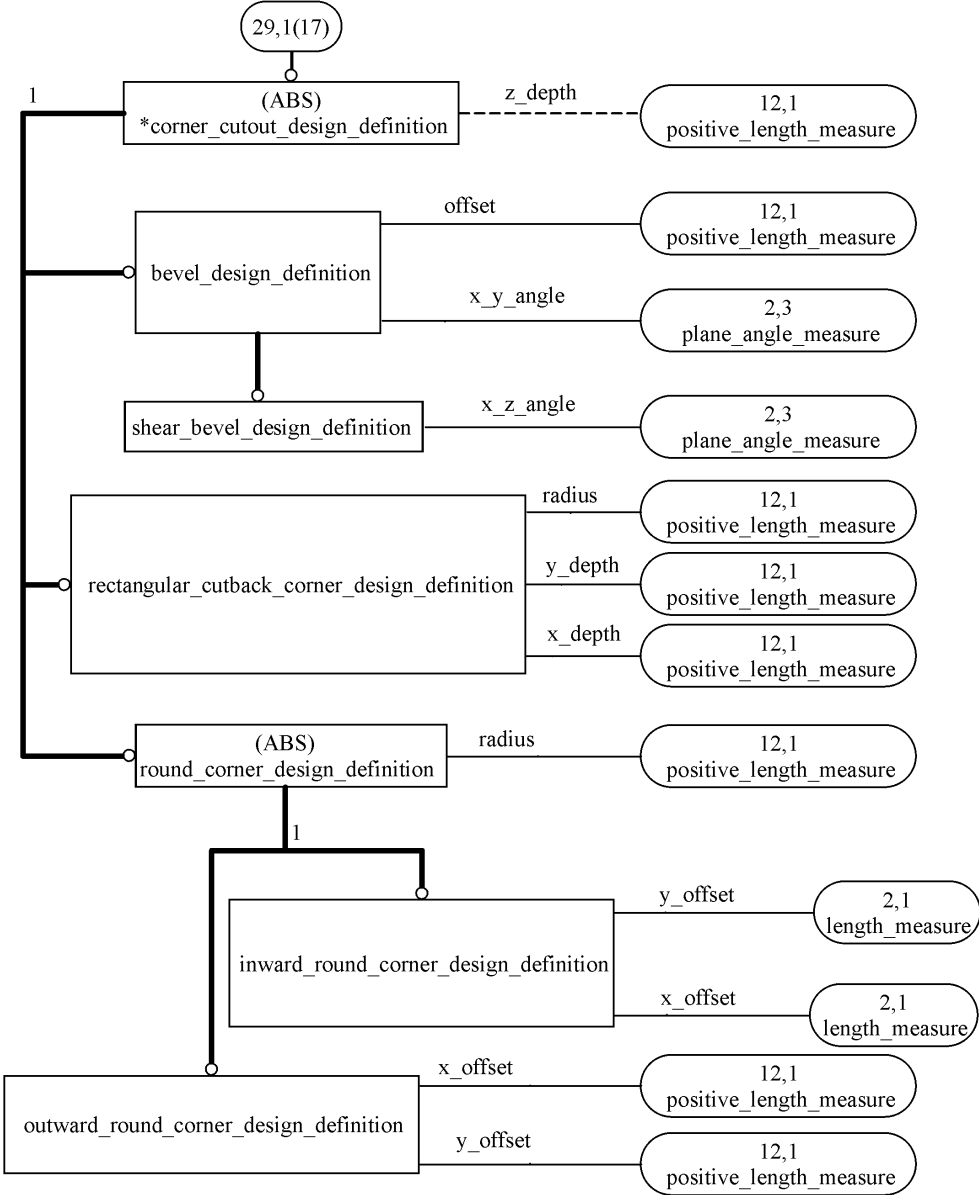 29,1(17)
1
(ABS)
*corner_cutout_design_definition
z_depth
12,1
positive_length_measure
bevel_design_definition
offset
12,1
positive_length_measure
x_y_angle
2,3
plane_angle_measure
shear_bevel_design_definition
x_z_angle
2,3
plane_angle_measure
rectangular_cutback_corner_design_definition
radius
12,1
positive_length_measure
y_depth
12,1
positive_length_measure
x_depth
12,1
positive_length_measure
(ABS)
round_corner_design_definition
radius
12,1
positive_length_measure
1
inward_round_corner_design_definition
y_offset
2,1
length_measure
x_offset
2,1
length_measure
outward_round_corner_design_definition
x_offset
12,1
positive_length_measure
y_offset
12,1
positive_length_measure